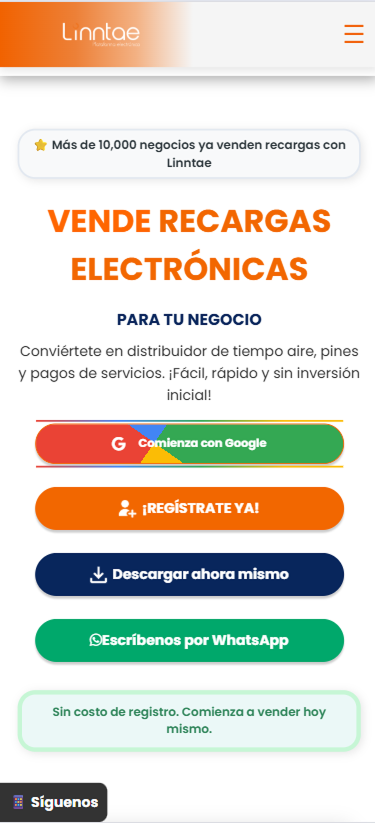 Linntae
⭐ Más de 10,000 negocios ya venden recargas con
Linntae
VENDE RECARGAS
ELECTRÓNICAS
PARA TU NEGOCIO
Conviértete en distribuidor de tiempo aire, pines
y pagos de servicios. ¡Fácil, rápido y sin inversión
inicial!
G Comienza con Google
¡REGÍSTRATE YA!
Descargar ahora mismo
Escríbenos por WhatsApp
Sin costo de registro. Comienza a vender hoy
mismo.
Síguenos